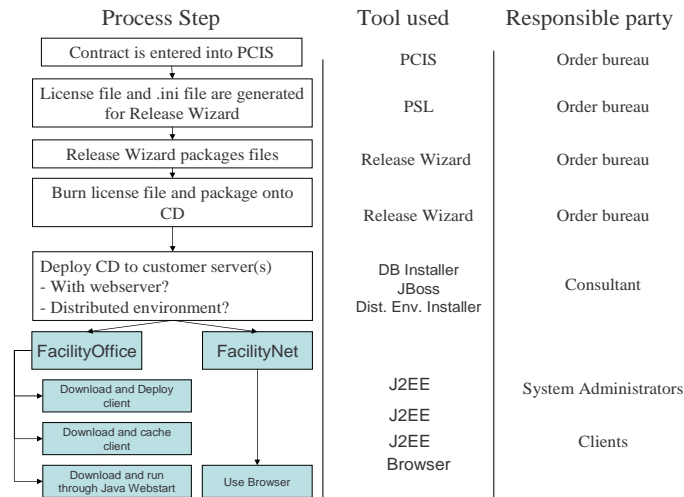 Process Step
Tool used
Responsible party
Contract is entered into PCIS
PCIS
Order bureau
License file and .ini file are generated
for Release Wizard
PSL
Order bureau
Release Wizard packages files
Release Wizard
Order bureau
Burn license file and package onto
CD
Release Wizard
Order bureau
Deploy CD to customer server(s)
- With webserver?
- Distributed environment?
DB Installer
JBoss
Dist. Env. Installer
Consultant
FacilityOffice
FacilityNet
Download and Deploy
client
J2EE
System Administrators
J2EE
Download and cache
client
J2EE
Clients
Browser
Download and run
through Java Webstart
Use Browser